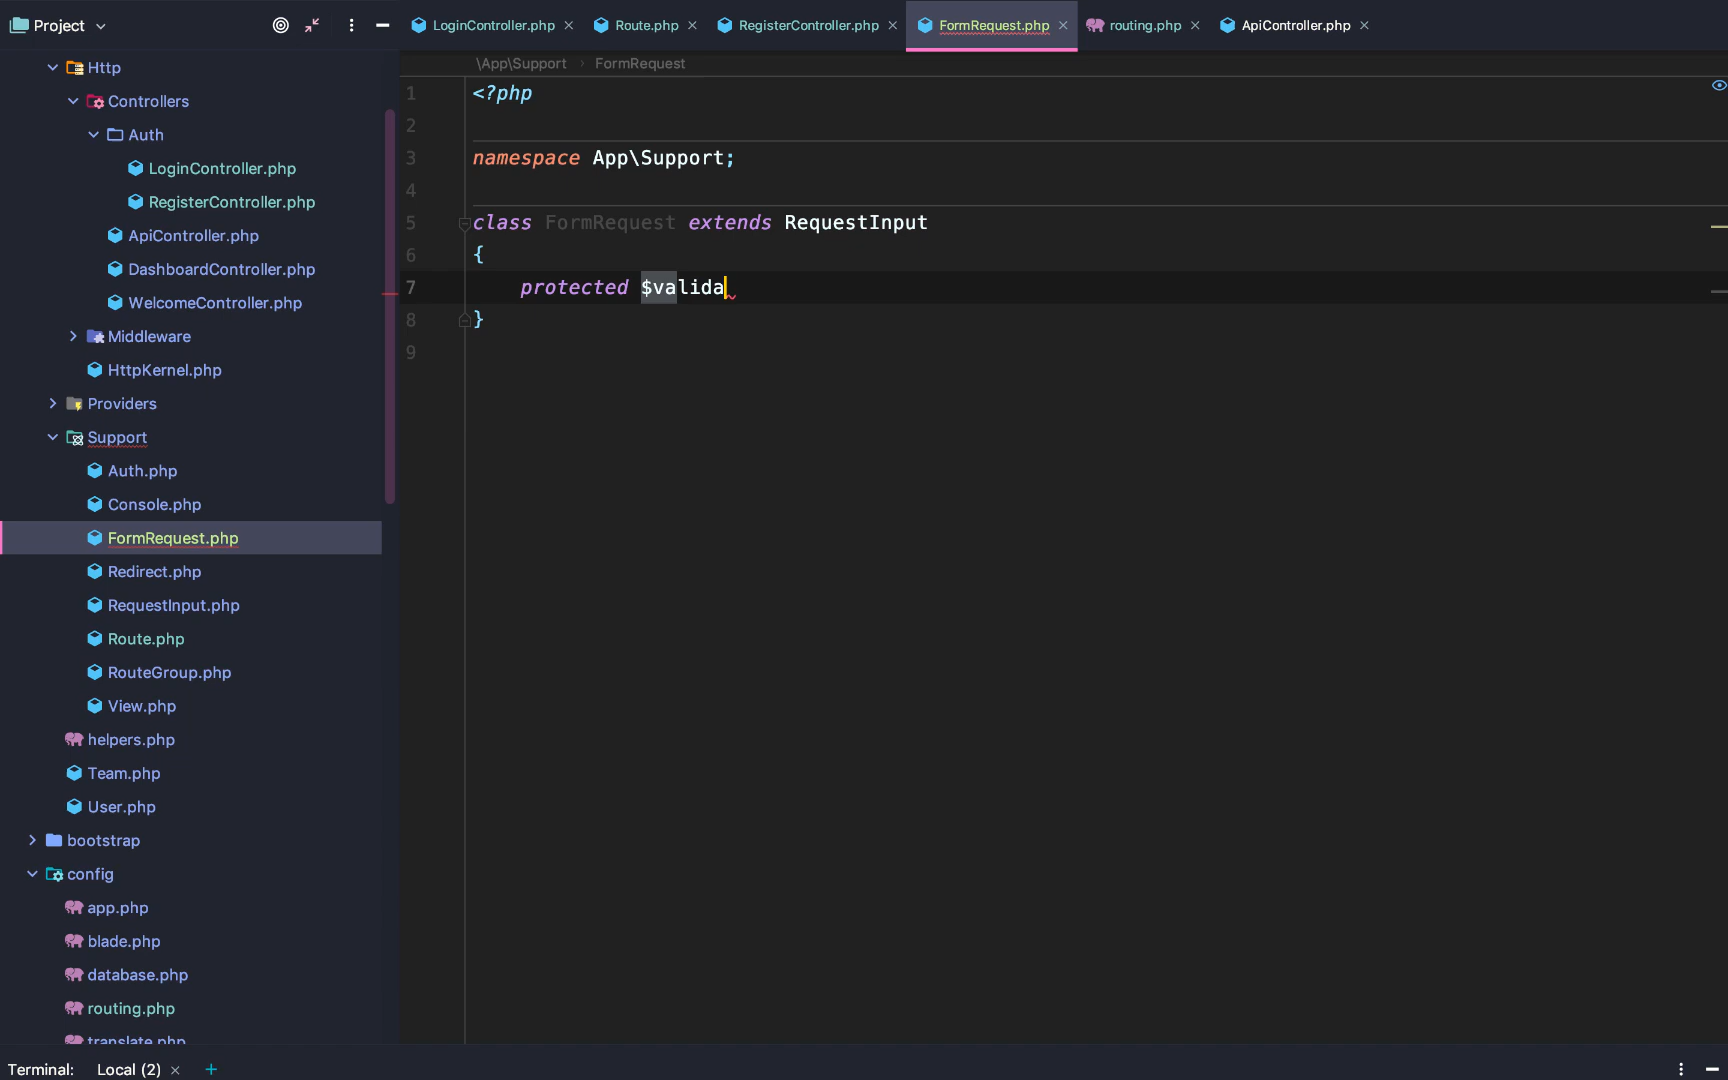 Project
LoginController.php
Route.php
RegisterController.php
FormRequest.php
routing.php
ApiController.php
\App\Support
FormRequest
Http
Controllers
Auth
LoginController.php
RegisterController.php
ApiController.php
DashboardController.php
WelcomeController.php
Middleware
HttpKernel.php
Providers
Support
Auth.php
Console.php
FormRequest.php
Redirect.php
RequestInput.php
Route.php
RouteGroup.php
View.php
helpers.php
Team.php
User.php
bootstrap
config
app.php
blade.php
database.php
routing.php
translate.php
1 <?php
2
3 namespace App\Support;
4
5 class FormRequest extends RequestInput
6 {
7 protected $valida
8 }
9
Terminal: Local (2) +